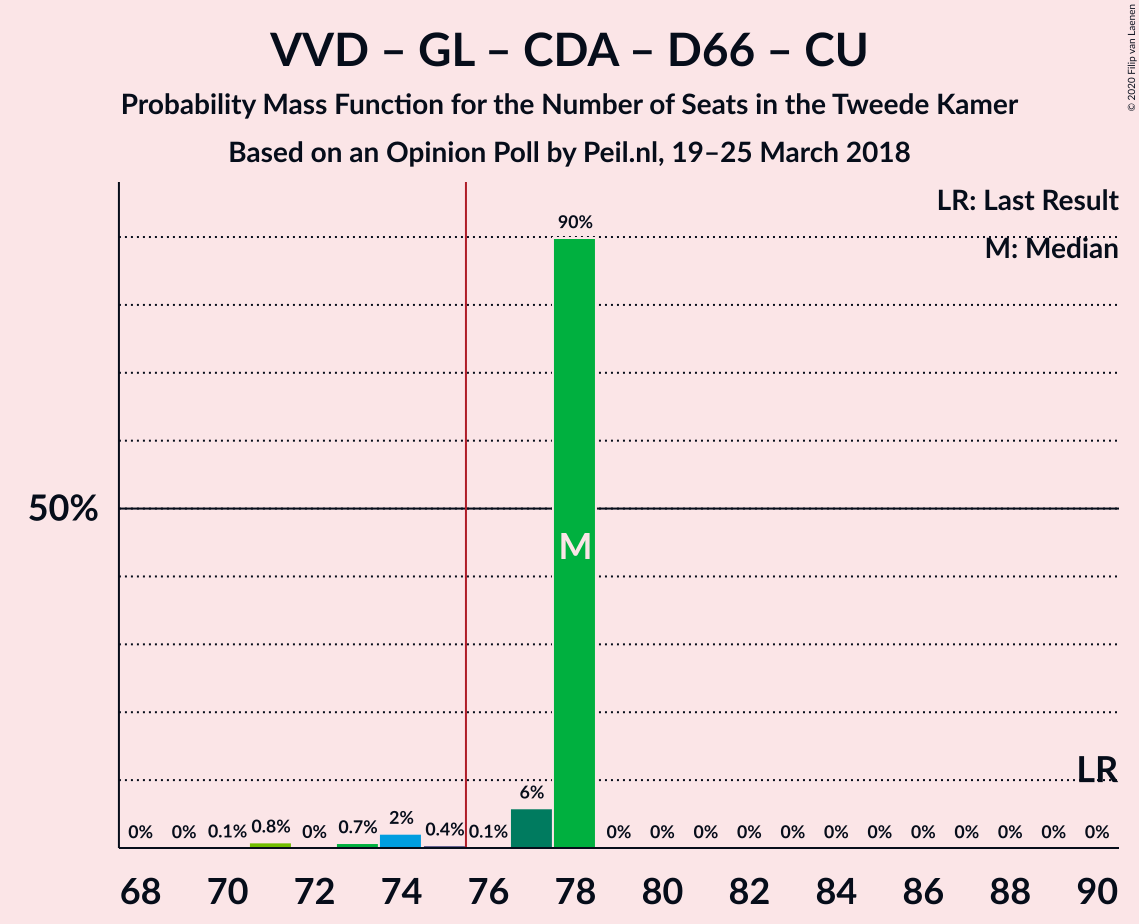 VVD – GL – CDA – D66 – CU
Probability Mass Function for the Number of Seats in the Tweede Kamer
Based on an Opinion Poll by Peil.nl, 19–25 March 2018
© 2020 Filip van Laenen
LR: Last Result
M: Median
90%
50%
M
LR
0% 0% 0.1% 0.8% 0% 0.7% 2% 0.4% 0.1% 6% 0% 0% 0% 0% 0% 0% 0% 0% 0% 0% 0% 0%
68 70 72 74 76 78 80 82 84 86 88 90